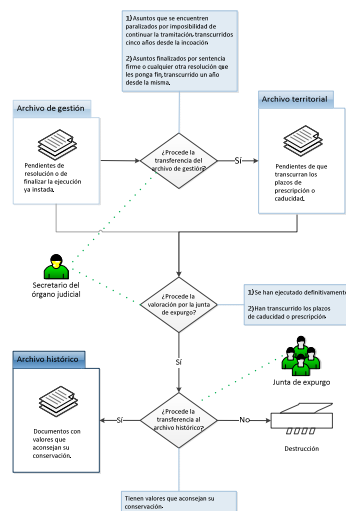 1) Asuntos que se encuentren
paralizados por imposibilidad de
continuar la tramitación, transcurridos
cinco años desde la incoación
2) Asuntos finalizados por sentencia
firme o cualquier otra resolución que
les ponga fin, transcurrido un año
desde la misma.
Archivo de gestión
Pendientes de
resolución o de
finalizar la ejecución
ya instada.
¿Procede la
transferencia del
archivo de gestión?
Sí
Archivo territorial
Pendientes de que
transcurran los
plazos de
prescripción o
caducidad.
Secretario del
órgano judicial
¿Procede la
valoración por la junta
de expurgo?
1) Se han ejecutado definitivamente
2) Han transcurrido los plazos
de caducidad o prescripción.
Sí
Junta de expurgo
Archivo histórico
Documentos con
valores que aconsejan su
conservación.
Sí
¿Procede la
transferencia al
archivo histórico?
No
Destrucción
Tienen valores que aconsejan su
conservación.